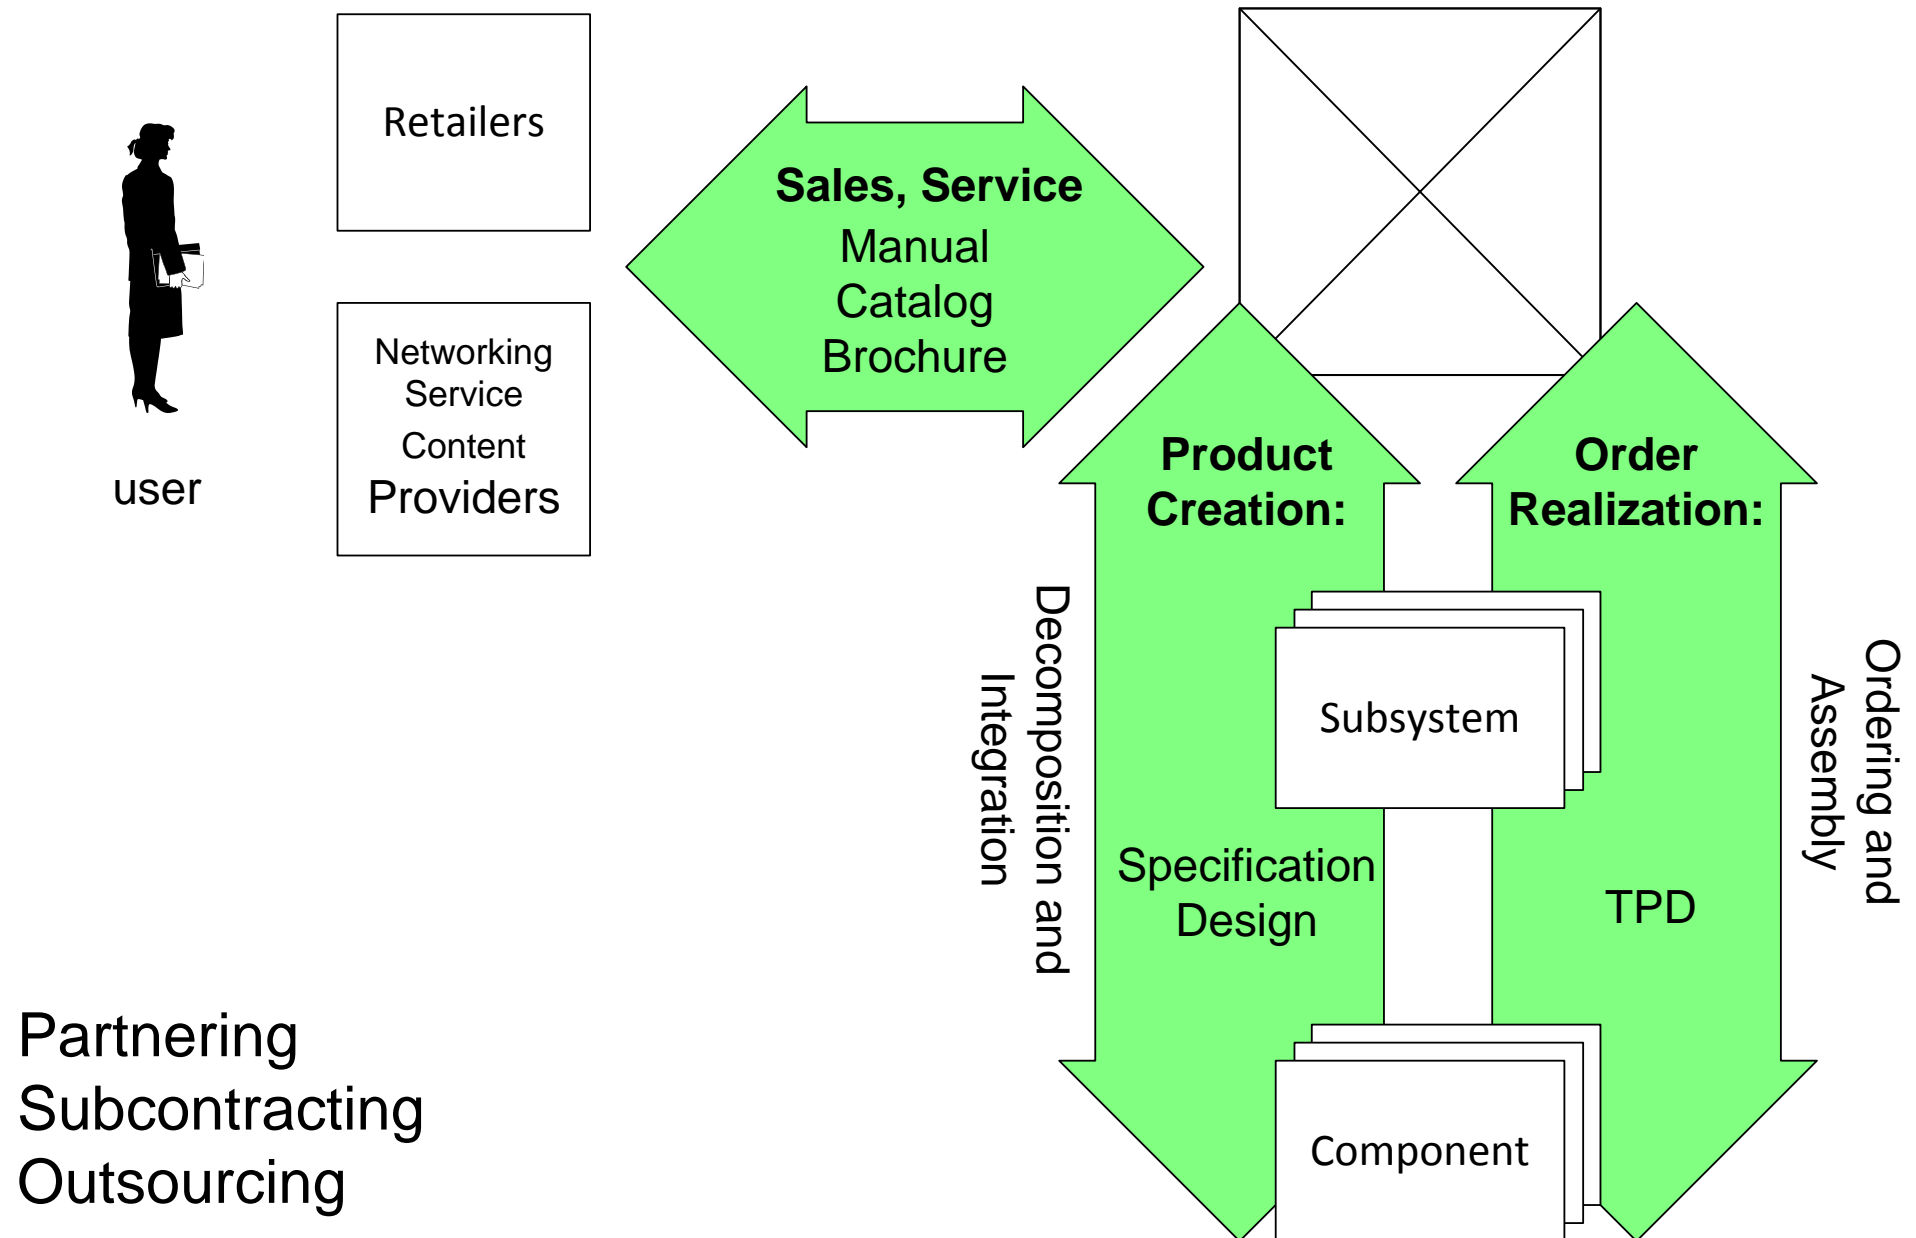 Retailers
user
Networking
Service
Content
Providers
Sales, Service
Manual
Catalog
Brochure
Product
Creation:
Order
Realization:
Decomposition and
Integration
Subsystem
Ordering and
Assembly
Specification
Design
TPD
Component
Partnering
Subcontracting
Outsourcing